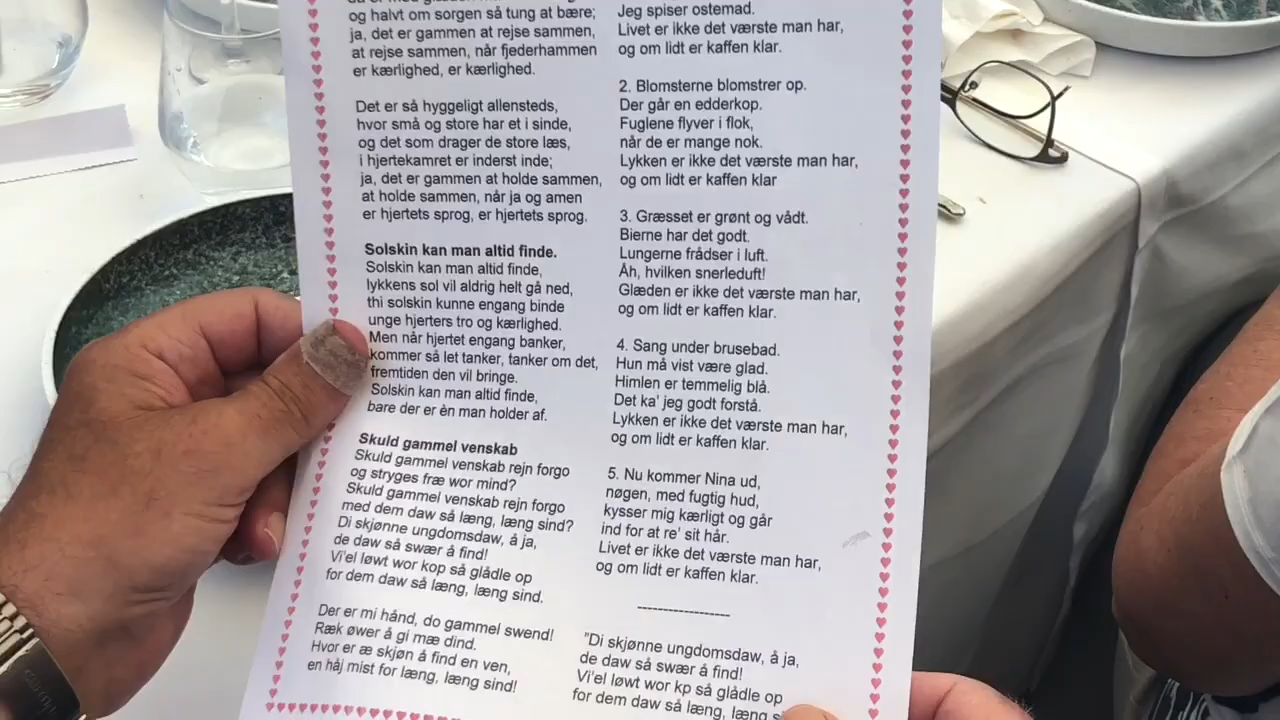 og halvt om sorgen så tung at bære;
ja, det er gammen at rejse sammen,
at rejse sammen, når fjederhammen
er kærlighed, er kærlighed.
Det er så hyggeligt allensteds,
hvor små og store har et i sinde,
og det som drager de store læs,
i hjertekamret er inderst inde;
ja, det er gammen at holde sammen,
at holde sammen, når ja og amen
er hjertets sprog, er hjertets sprog.
Solskin kan man altid finde.
Solskin kan man altid finde,
lykkens sol vil aldrig helt gå ned,
thi solskin kunne engang binde
unge hjerters tro og kærlighed.
Men når hjertet engang banker,
kommer så let tanker, tanker om det,
fremtiden den vil bringe.
Solskin kan man altid finde,
bare der er èn man holder af.
Skuld gammel venskab
Skuld gammel venskab rejn forgo
og stryges fræ wor mind?
Skuld gammel venskab rejn forgo
med dem daw så læng, læng sind?
Di skjønne ungdomsdaw, å ja,
de daw så swær å find!
Vi'el løwt wor kop så glådle op
for dem daw så læng, læng sind.
Der er mi hånd, do gammel swend!
Ræk øwer å gi mæ dind.
Hvor er æ skjøn å find en ven,
en håj mist for læng, læng sind!
Jeg spiser ostemad.
Livet er ikke det værste man har,
og om lidt er kaffen klar.
2. Blomsterne blomstrer op.
Der går en edderkop.
Fuglene flyver i flok,
når de er mange nok.
Lykken er ikke det værste man har,
og om lidt er kaffen klar
3. Græsset er grønt og vådt.
Bierne har det godt.
Lungerne frådser i luft.
Åh, hvilken snerleduft!
Glæden er ikke det værste man har,
og om lidt er kaffen klar.
4. Sang under brusebad.
Hun må vist være glad.
Himlen er temmelig blå.
Det ka' jeg godt forstå.
Lykken er ikke det værste man har,
og om lidt er kaffen klar.
5. Nu kommer Nina ud,
nøgen, med fugtig hud,
kysser mig kærligt og går
ind for at re' sit hår.
Livet er ikke det værste man har,
og om lidt er kaffen klar.
"Di skjønne ungdomsdaw, å ja,
de daw så swær å find!
Vi'el løwt wor kp så glådle op
for dem daw så læng, læng